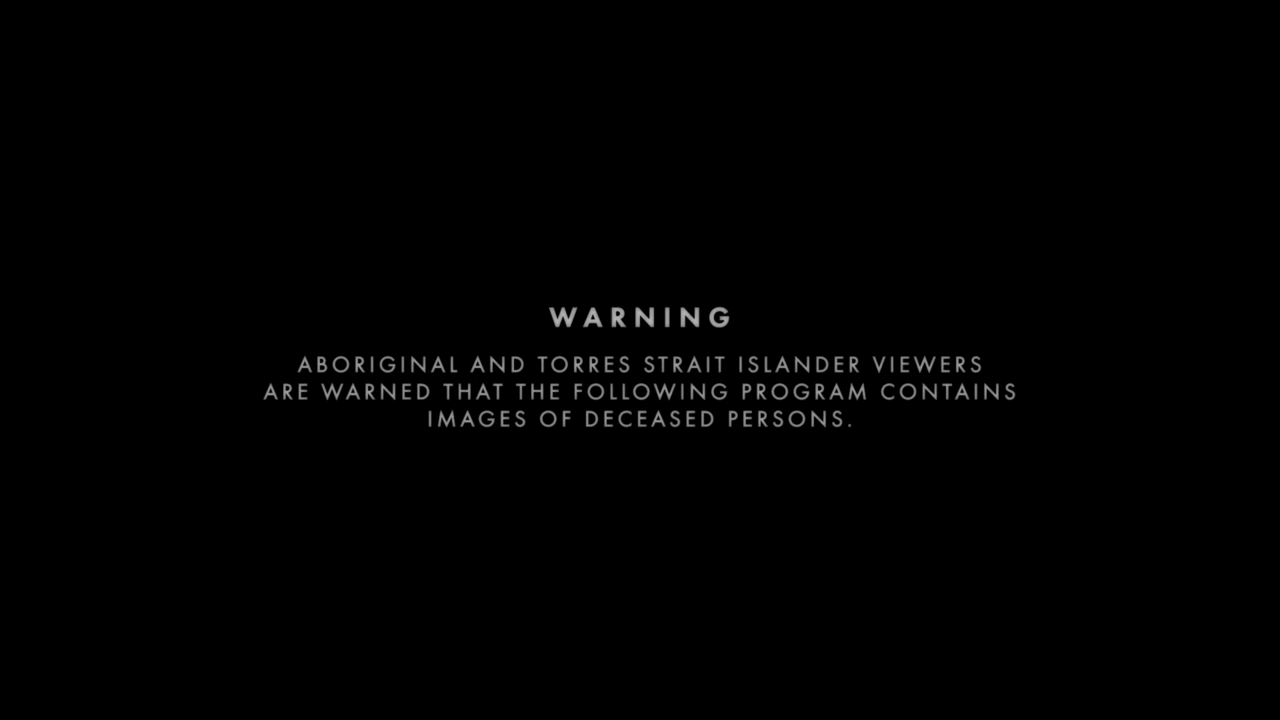 WARNING
ABORIGINAL AND TORRES STRAIT ISLANDER VIEWERS
ARE WARNED THAT THE FOLLOWING PROGRAM CONTAINS
IMAGES OF DECEASED PERSONS.